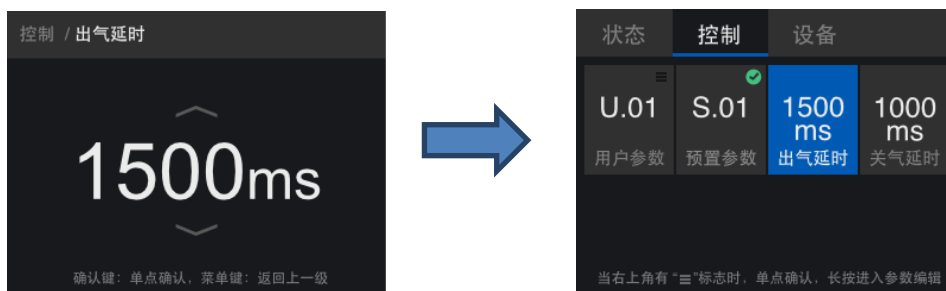 控制 / 出气延时
1500ms
确认键：单点确认，菜单键：返回上一级
状态 控制 设备
U.01 S.01 1500 ms 1000 ms
用户参数 预置参数 出气延时 关气延时
当右上角有“≡”标志时，单点确认，长按进入参数编辑